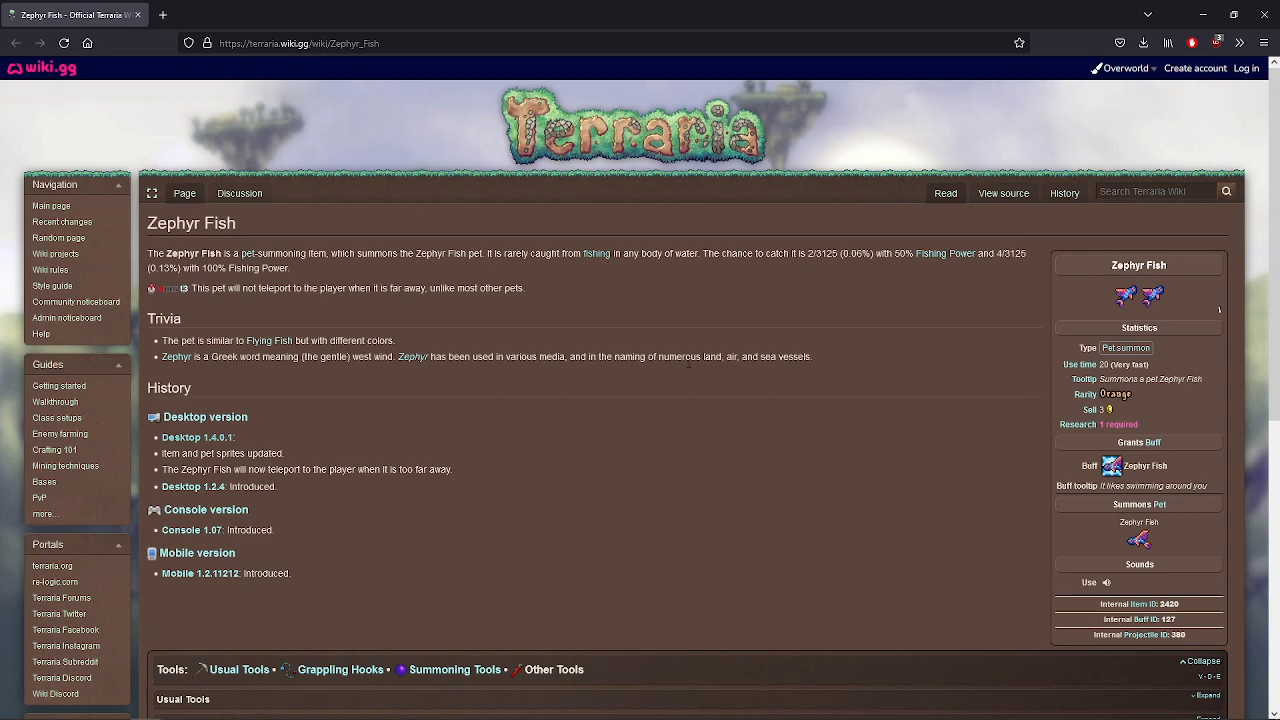 Zephyr Fish - Official Terraria W
https://terraria.wiki.gg/wiki/Zephyr_Fish
3
wiki.gg
Overworld
Create account
Log in
Terraria
Navigation
Main page
Recent changes
Random page
Wiki projects
Wiki rules
Style guide
Community noticeboard
Admin noticeboard
Help
Guides
Getting started
Walkthrough
Class setups
Enemy farming
Crafting 101
Mining techniques
Bases
PvP
more...
Portals
terraria.org
re-logic.com
Terraria Forums
Terraria Twitter
Terraria Facebook
Terraria Instagram
Terraria Subreddit
Terraria Discord
Wiki Discord
Page
Discussion
Read
View source
History
Search Terraria Wiki
Zephyr Fish
The Zephyr Fish is a pet-summoning item, which summons the Zephyr Fish pet. It is rarely caught from fishing in any body of water. The chance to catch it is 2/3125 (0.06%) with 50% Fishing Power and 4/3125
(0.13%) with 100% Fishing Power.
This pet will not teleport to the player when it is far away, unlike most other pets.
Trivia
• The pet is similar to Flying Fish but with different colors.
• Zephyr is a Greek word meaning (the gentle) west wind. Zephyr has been used in various media, and in the naming of numerous land, air, and sea vessels.
History
Desktop version
• Desktop 1.4.0.1:
• Item and pet sprites updated.
• The Zephyr Fish will now teleport to the player when it is too far away.
• Desktop 1.2.4: Introduced.
Console version
• Console 1.07: Introduced.
Mobile version
• Mobile 1.2.11212: Introduced.
Zephyr Fish
Statistics
Type Pet summon
Use time 20 (Very fast)
Tooltip Summons a pet Zephyr Fish
Rarity Orange
Sell 3
Research 1 required
Grants Buff
Buff Zephyr Fish
Buff tooltip It likes swimming around you
Summons Pet
Zephyr Fish
Sounds
Use
Internal Item ID: 2420
Internal Buff ID: 127
Internal Projectile ID: 380
Tools: Usual Tools • Grappling Hooks • Summoning Tools • Other Tools
Collapse
V · D · E
Usual Tools
Expand